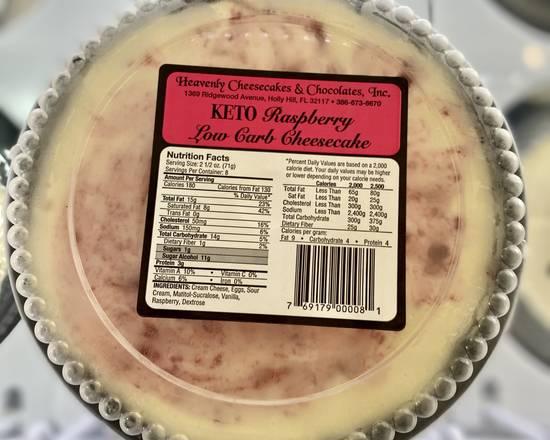 Heavenly Cheesecakes & Chocolates, Inc.
1369 Ridgewood Avenue, Holly Hill, FL 32117 • 386-673-6670
KETO Raspberry
Low Carb Cheesecake
Nutrition Facts
Serving Size: 2 1/2 oz. (71g)
Servings Per Container: 8
Amount Per Serving
Calories 180 Calories from Fat 130
% Daily Value*
Total Fat 15g 23%
Saturated Fat 8g 42%
Trans Fat 0g
Cholesterol 50mg 16%
Sodium 150mg 6%
Total Carbohydrate 14g 5%
Dietary Fiber 1g 2%
Sugars 1g
Sugar Alcohol 11g
Protein 3g
Vitamin A 10% • Vitamin C 0%
Calcium 6% • Iron 0%
INGREDIENTS: Cream Cheese, Eggs, Sour
Cream, Maltitol-Sucralose, Vanilla,
Raspberry, Dextrose
*Percent Daily Values are based on a 2,000
calorie diet. Your daily values may be higher
or lower depending on your calorie needs.
Calories 2,000 2,500
Total Fat Less Than 65g 80g
Sat Fat Less Than 20g 25g
Cholesterol Less Than 300g 300g
Sodium Less Than 2,400g 2,400g
Total Carbohydrate 300g 375g
Dietary Fiber 25g 30g
Calories per gram:
Fat 9 • Carbohydrate 4 • Protein 4
7 69179 00008 1